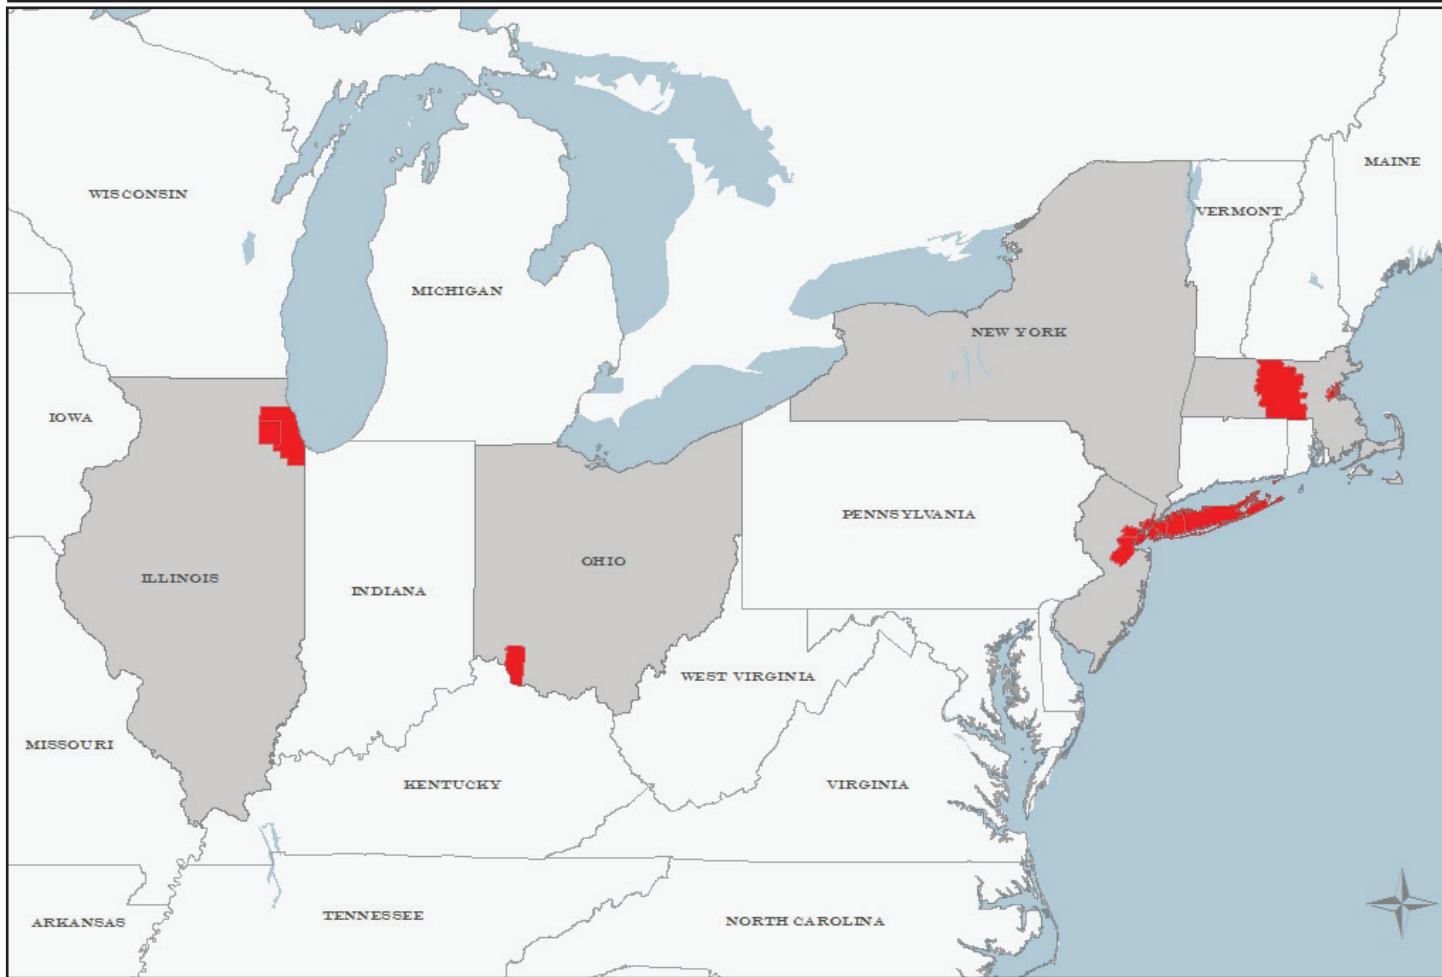 MAINE
WISCONSIN
VERMONT
MICHIGAN
NEW YORK
IOWA
PENNSYLVANIA
OHIO
ILLINOIS
INDIANA
WEST VIRGINIA
MISSOURI
KENTUCKY
VIRGINIA
TENNESSEE
ARKANSAS
NORTH CAROLINA